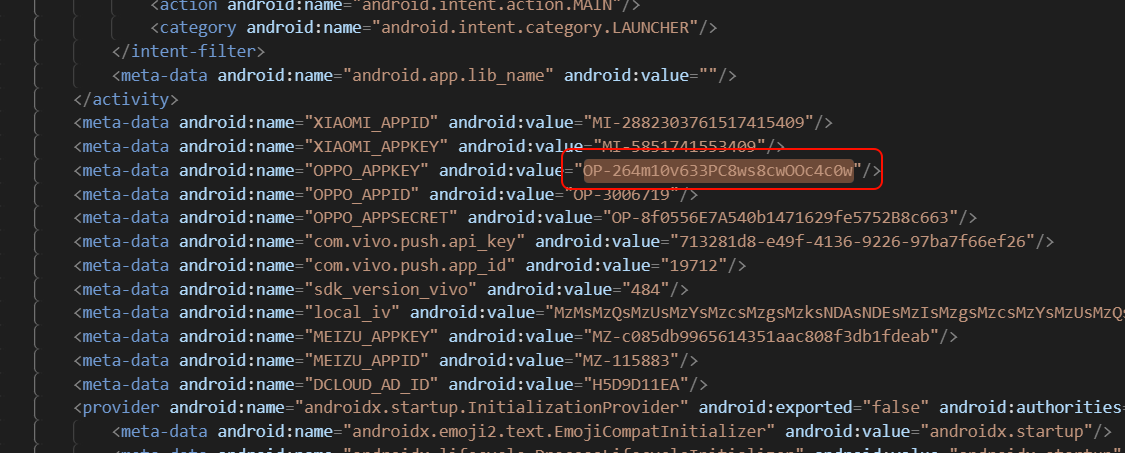 <action android:name="android.intent.action.MAIN"/>
<category android:name="android.intent.category.LAUNCHER"/>
</intent-filter>
<meta-data android:name="android.app.lib_name" android:value=""/>
</activity>
<meta-data android:name="XIAOMI_APPID" android:value="MI-2882303761517415409"/>
<meta-data android:name="XIAOMI_APPKEY" android:value="MI-5851741553409"/>
<meta-data android:name="OPPO_APPKEY" android:value="OP-264m10v633PC8ws8cwOOc4c0w"/>
<meta-data android:name="OPPO_APPID" android:value="OP-3006719"/>
<meta-data android:name="OPPO_APPSECRET" android:value="OP-8f0556E7A540b1471629fe5752B8c663"/>
<meta-data android:name="com.vivo.push.api_key" android:value="713281d8-e49f-4136-9226-97ba7f66ef26"/>
<meta-data android:name="com.vivo.push.app_id" android:value="19712"/>
<meta-data android:name="sdk_version_vivo" android:value="484"/>
<meta-data android:name="local_iv" android:value="MzMsMzQsMzUsMzYsMzcsMzgsMzksNDAsNDEsMzIsMzgsMzcsMzYsMzUsMzQs
<meta-data android:name="MEIZU_APPKEY" android:value="MZ-c085db9965614351aac808f3db1fdeab"/>
<meta-data android:name="MEIZU_APPID" android:value="MZ-115883"/>
<meta-data android:name="DCLOUD_AD_ID" android:value="H5D9D11EA"/>
<provider android:name="androidx.startup.InitializationProvider" android:exported="false" android:authorities=
<meta-data android:name="androidx.emoji2.text.EmojiCompatInitializer" android:value="androidx.startup"/>